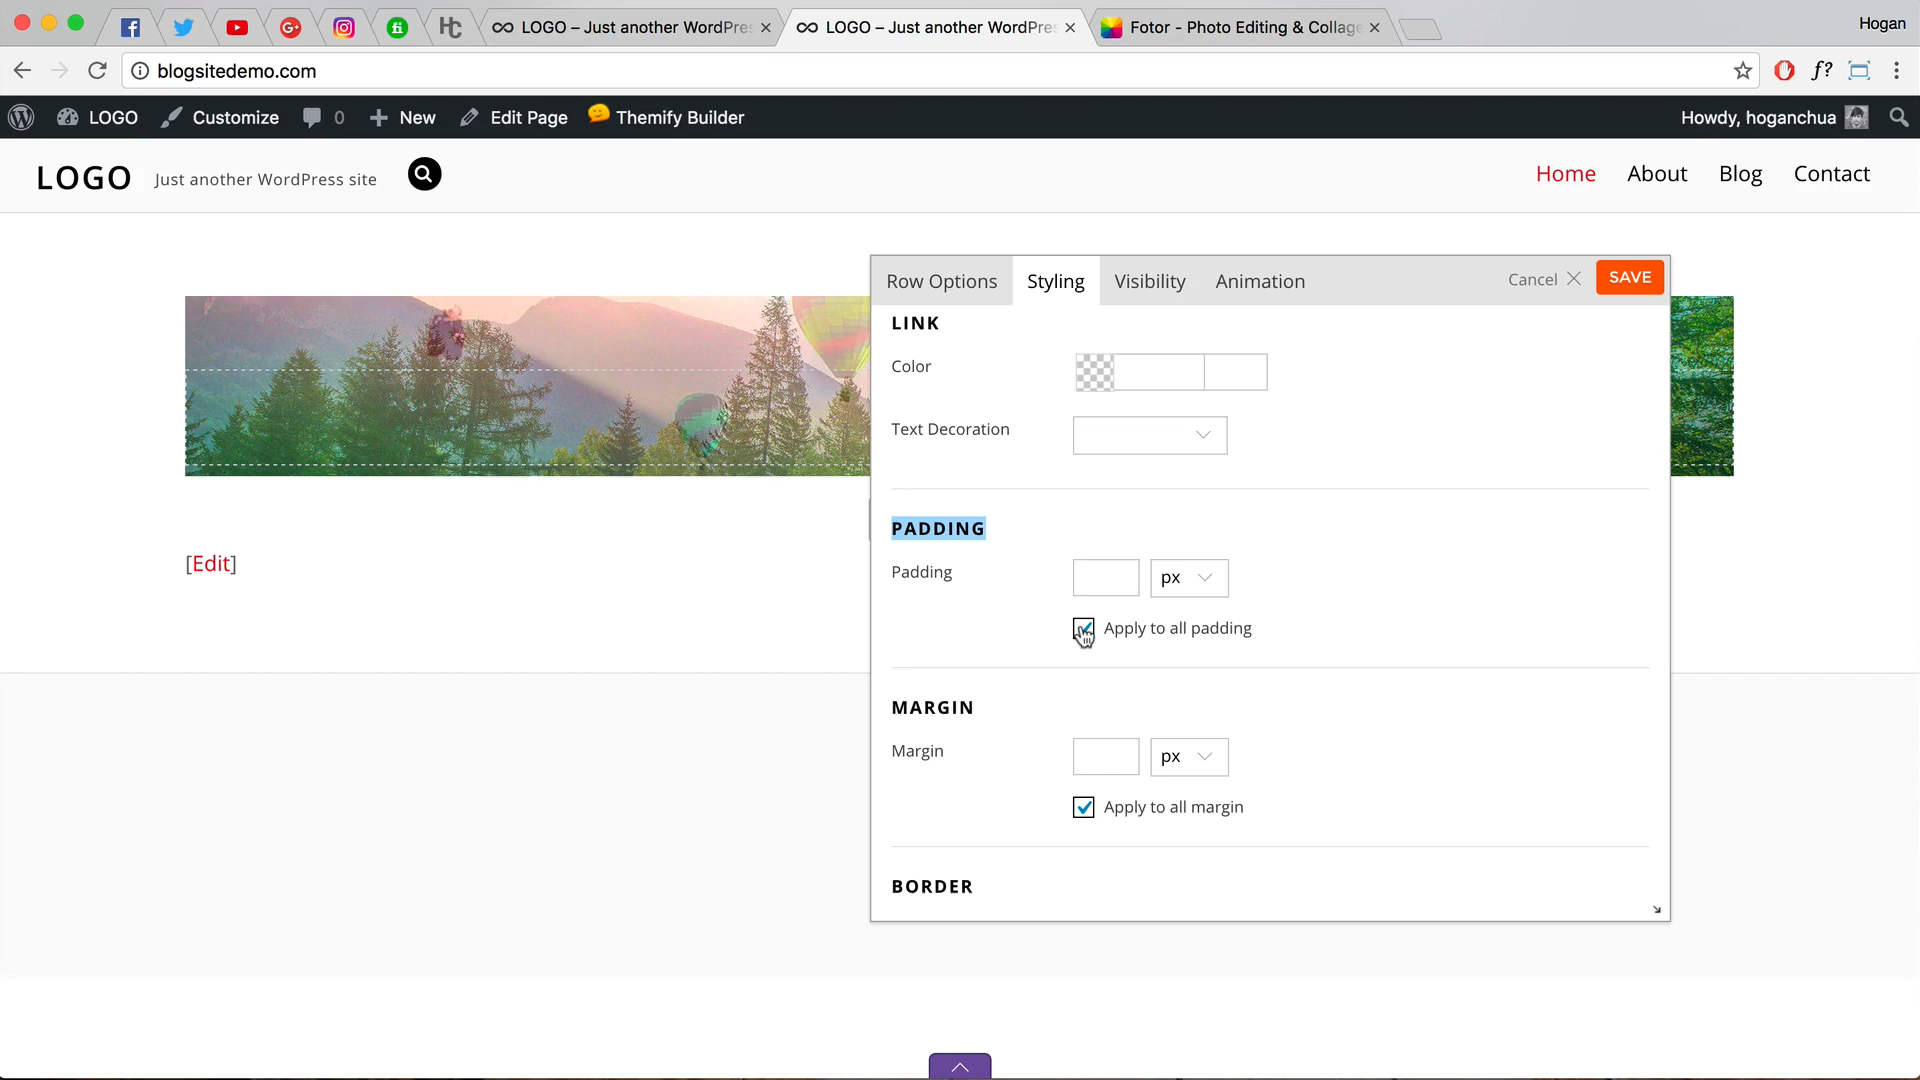 LOGO – Just another WordPres
LOGO – Just another WordPres
Fotor - Photo Editing & Collage
Hogan
blogsitedemo.com
f?
LOGO
Customize
0
New
Edit Page
Themify Builder
Howdy, hoganchua
LOGO
Just another WordPress site
Home
About
Blog
Contact
Row Options
Styling
Visibility
Animation
Cancel
SAVE
LINK
Color
Text Decoration
PADDING
Padding
px
Apply to all padding
[Edit]
MARGIN
Margin
px
Apply to all margin
BORDER